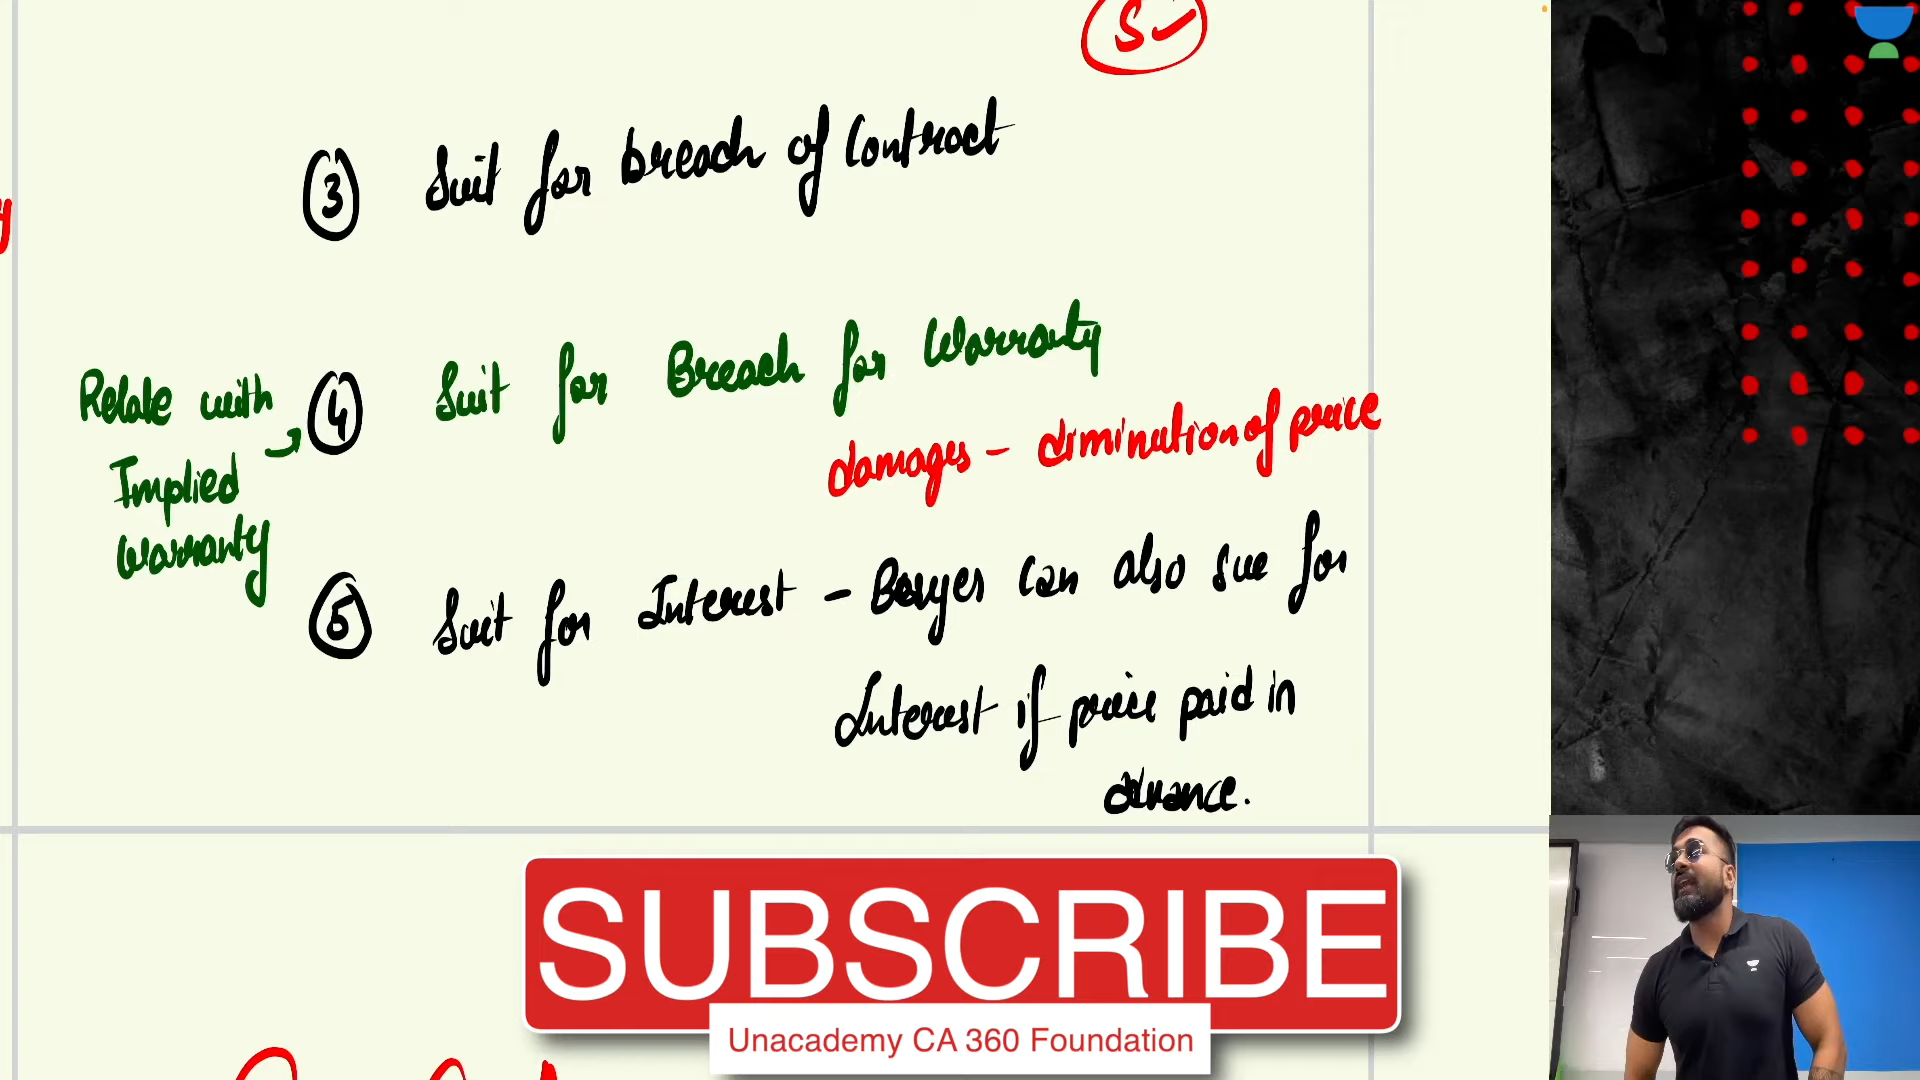 S
③ Suit for breach of Contract
④ Suit for Breach for Warranty
Relate with
Implied
Warranty
damages - diminution of price
⑤ Suit for Interest - Buyer can also sue for
Interest if price paid in
advance.
SUBSCRIBE
Unacademy CA 360 Foundation